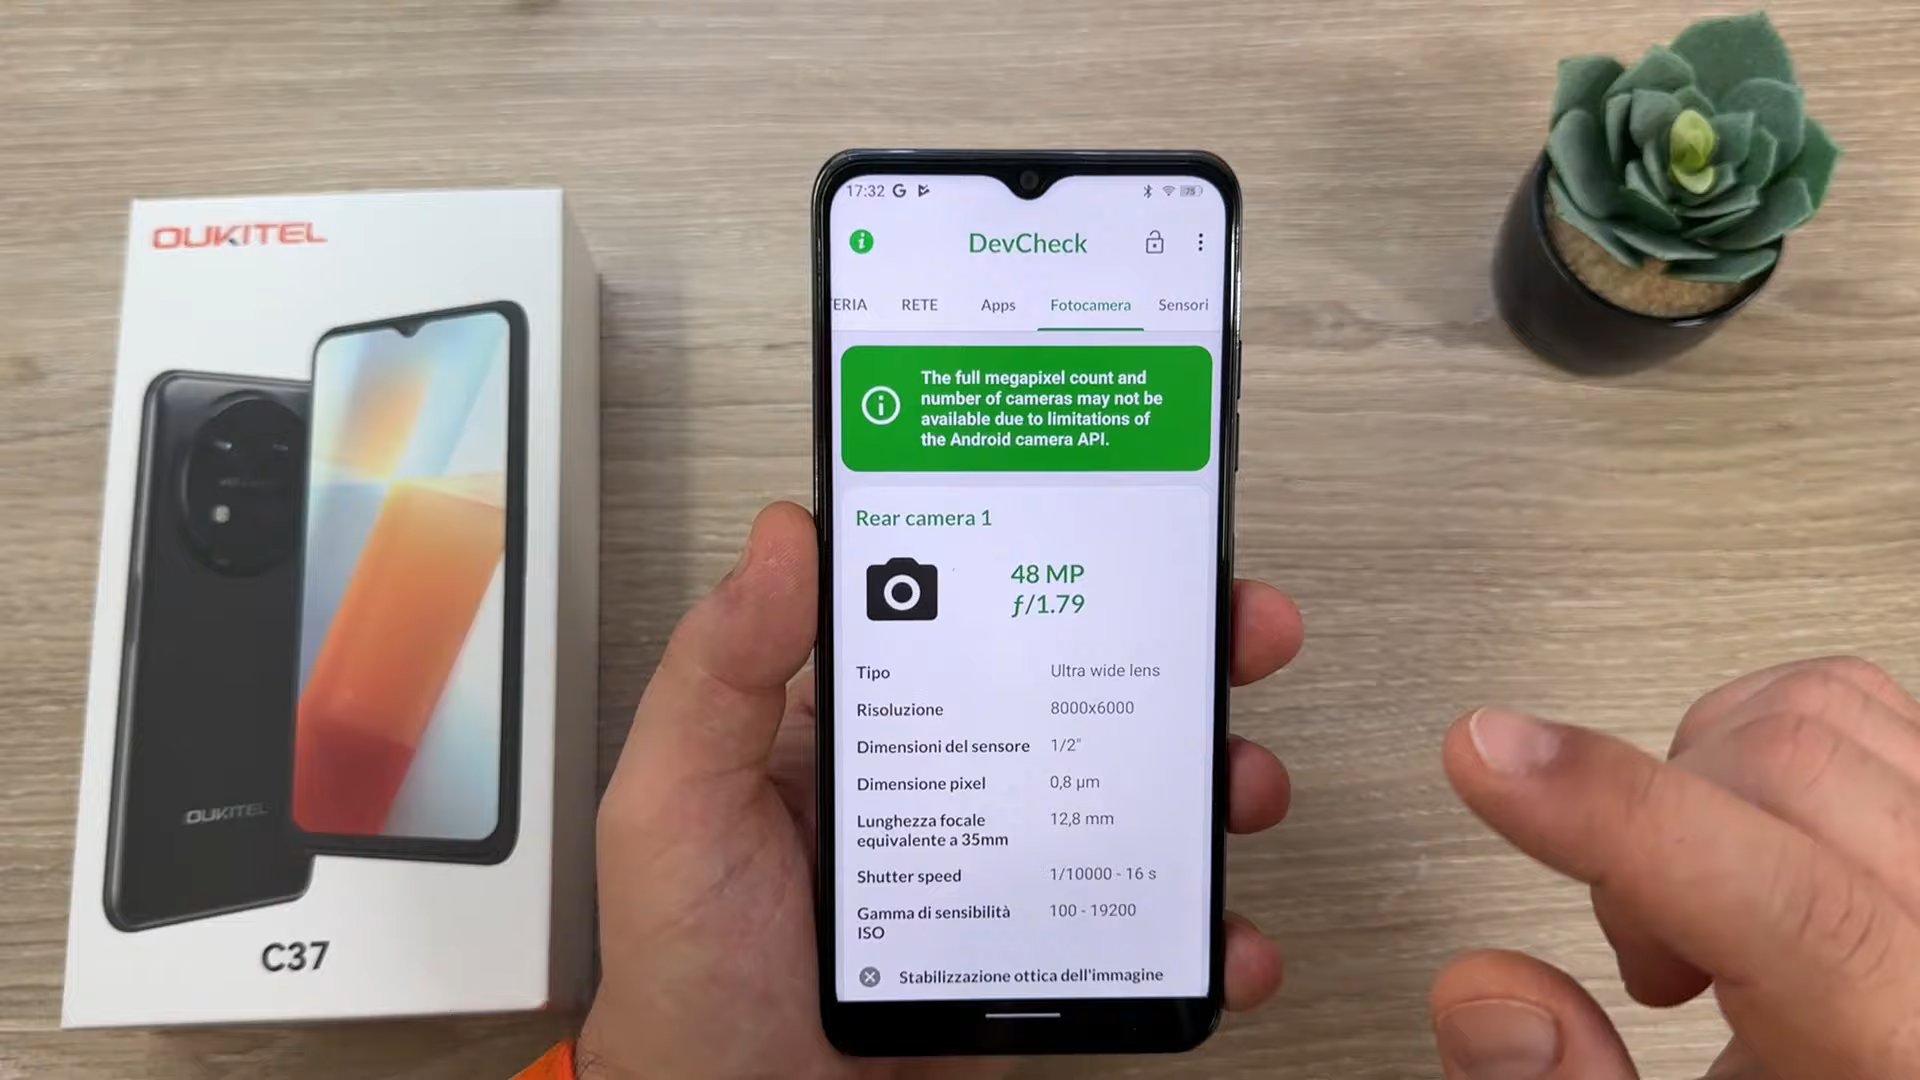 OUKITEL
OUKITEL
C37
17:32
75
DevCheck
ERIA RETE Apps Fotocamera Sensori
The full megapixel count and
number of cameras may not be
available due to limitations of
the Android camera API.
Rear camera 1
48 MP
ƒ/1.79
Tipo Ultra wide lens
Risoluzione 8000x6000
Dimensioni del sensore 1/2"
Dimensione pixel 0,8 µm
Lunghezza focale 12,8 mm
equivalente a 35mm
Shutter speed 1/10000 - 16 s
Gamma di sensibilità 100 - 19200
ISO
Stabilizzazione ottica dell'immagine